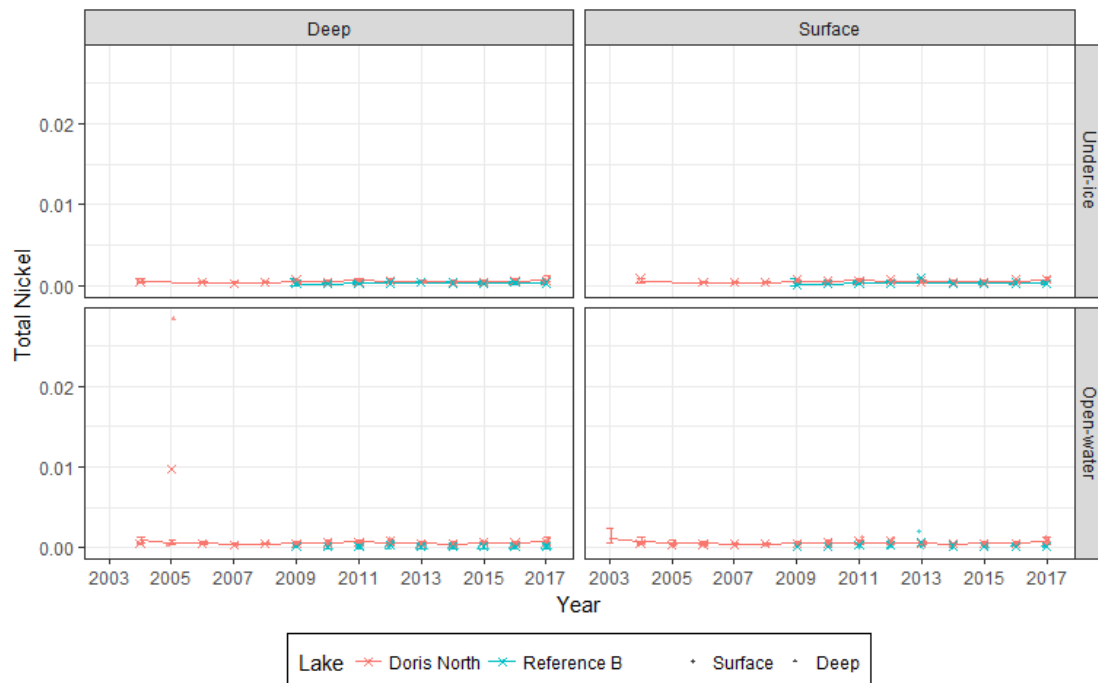 Deep Surface
0.02
0.01
0.00
Under-ice
Total Nickel
0.02
0.01
0.00
Open-water
2003 2005 2007 2009 2011 2013 2015 2017 2003 2005 2007 2009 2011 2013 2015 2017
Year
Lake Doris North Reference B Surface Deep